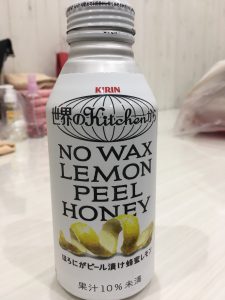 KIRIN
世界のKitchenから
NO WAX
LEMON
PEEL
HONEY
ほろにがピール漬け蜂蜜レモン
果汁10%未満